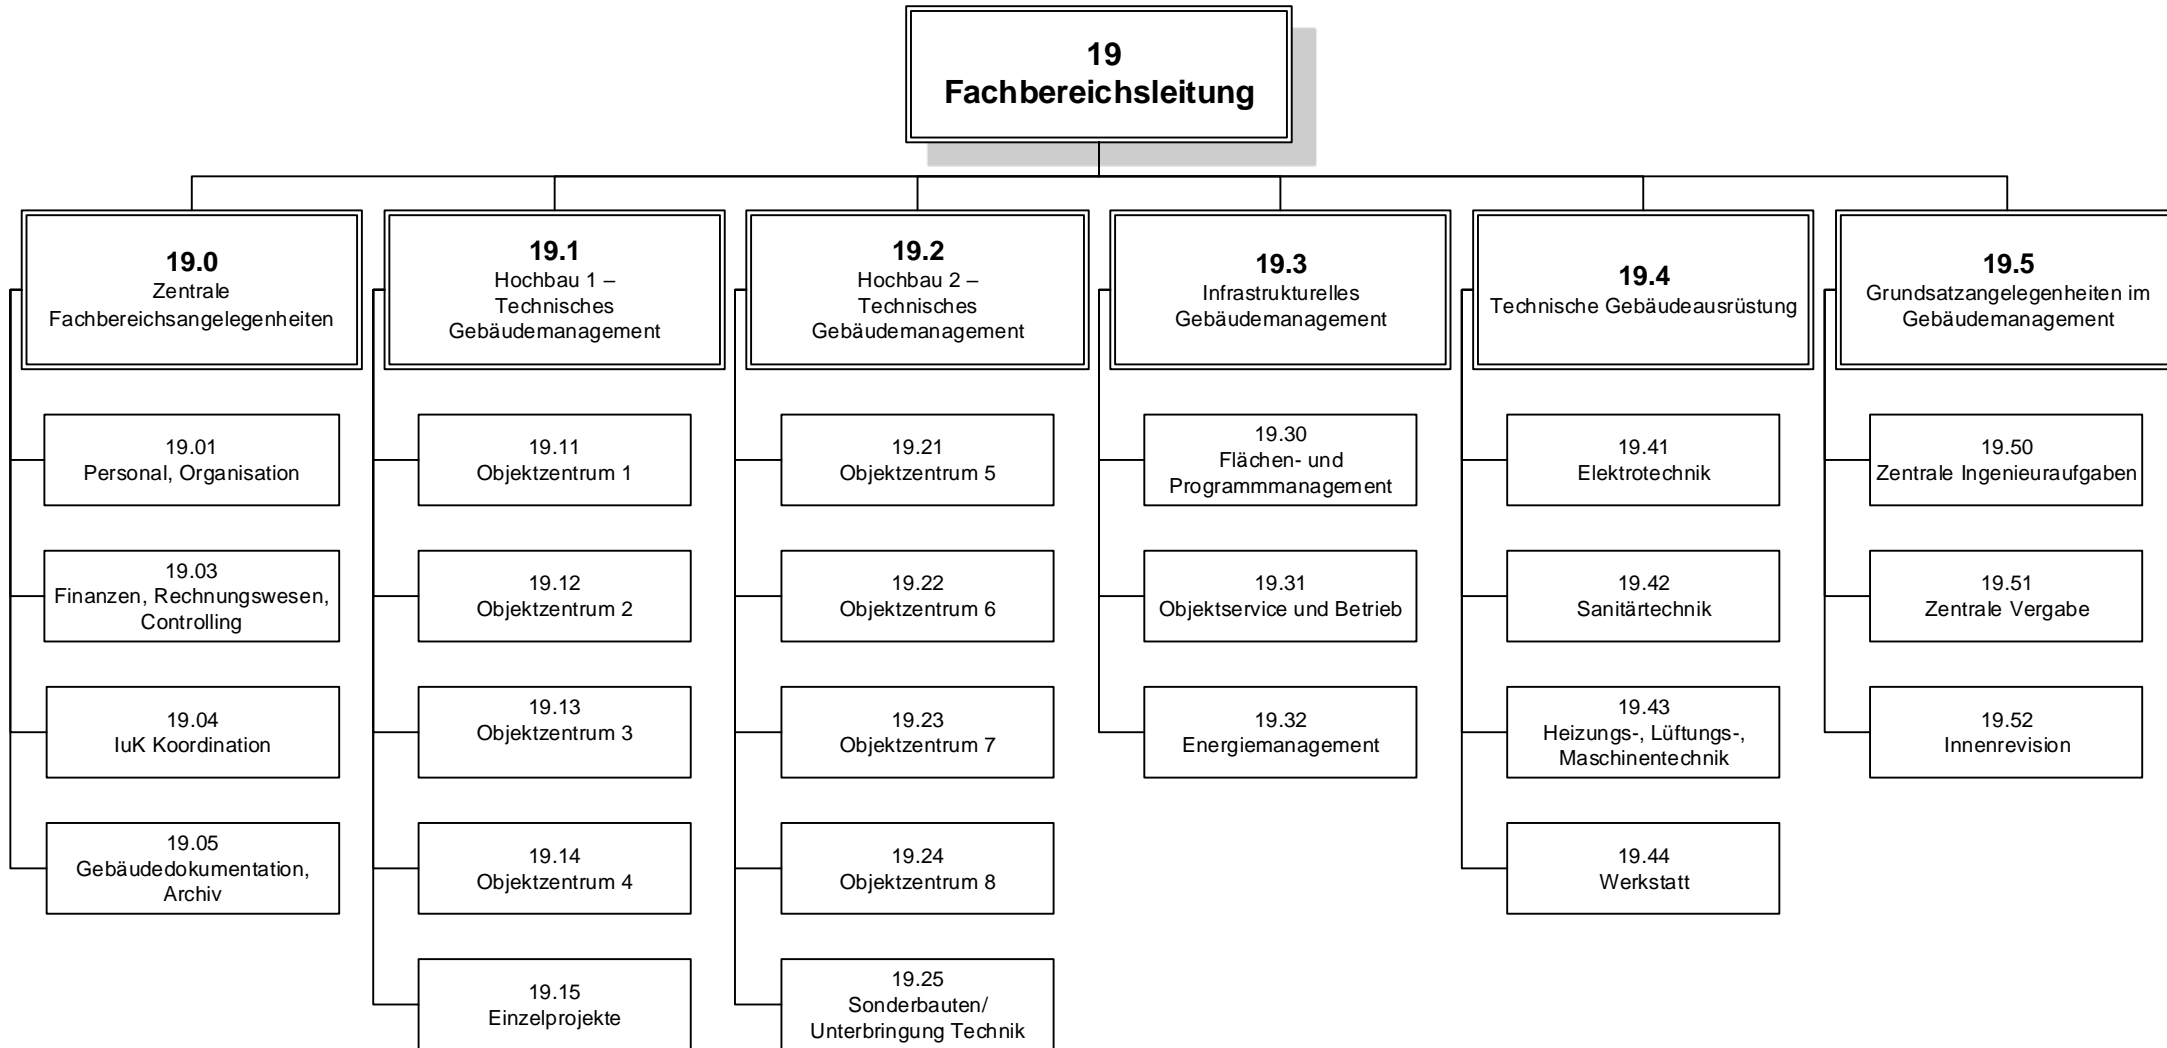 19
Fachbereichsleitung
19.0
Zentrale
Fachbereichsangelegenheiten
19.1
Hochbau 1 –
Technisches
Gebäudemanagement
19.2
Hochbau 2 –
Technisches
Gebäudemanagement
19.3
Infrastrukturelles
Gebäudemanagement
19.4
Technische Gebäudeausrüstung
19.5
Grundsatzangelegenheiten im
Gebäudemanagement
19.01
Personal, Organisation
19.03
Finanzen, Rechnungswesen,
Controlling
19.04
IuK Koordination
19.05
Gebäudedokumentation,
Archiv
19.11
Objektzentrum 1
19.12
Objektzentrum 2
19.13
Objektzentrum 3
19.14
Objektzentrum 4
19.15
Einzelprojekte
19.21
Objektzentrum 5
19.22
Objektzentrum 6
19.23
Objektzentrum 7
19.24
Objektzentrum 8
19.25
Sonderbauten/
Unterbringung Technik
19.30
Flächen- und
Programmmanagement
19.31
Objektservice und Betrieb
19.32
Energiemanagement
19.41
Elektrotechnik
19.42
Sanitärtechnik
19.43
Heizungs-, Lüftungs-,
Maschinentechnik
19.44
Werkstatt
19.50
Zentrale Ingenieuraufgaben
19.51
Zentrale Vergabe
19.52
Innenrevision